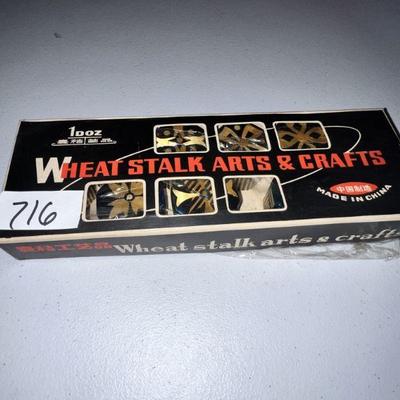 1DOZ
WHEAT STALK ARTS & CRAFTS
716
中国制造
MADE IN CHINA
Wheat stalk arts & crafts